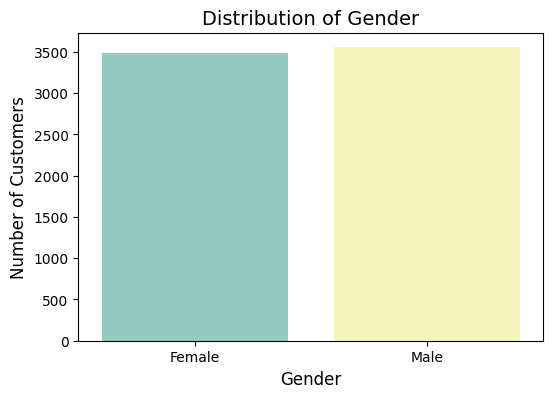 Distribution of Gender
Number of Customers
3500
3000
2500
2000
1500
1000
500
0
Female Male
Gender